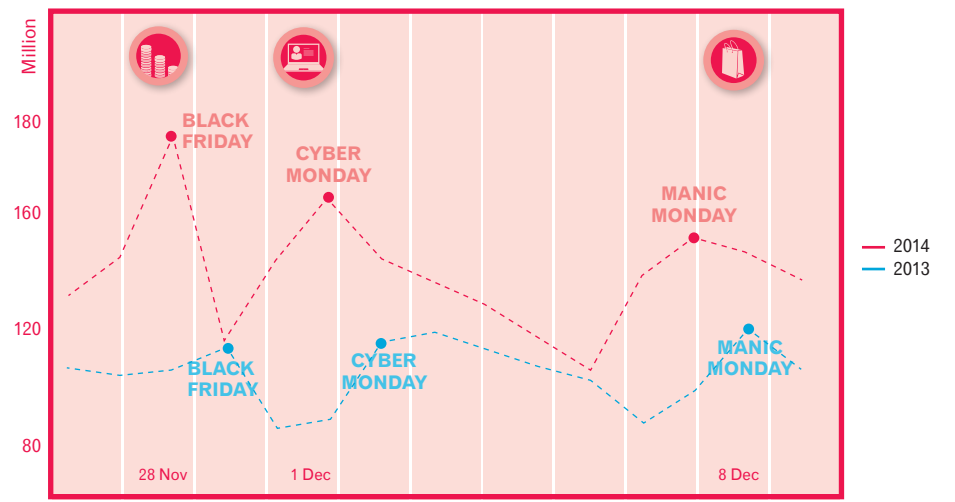 Million
180
160
120
80
BLACK
FRIDAY
CYBER
MONDAY
MANIC
MONDAY
BLACK
FRIDAY
CYBER
MONDAY
MANIC
MONDAY
28 Nov
1 Dec
8 Dec
2014
2013